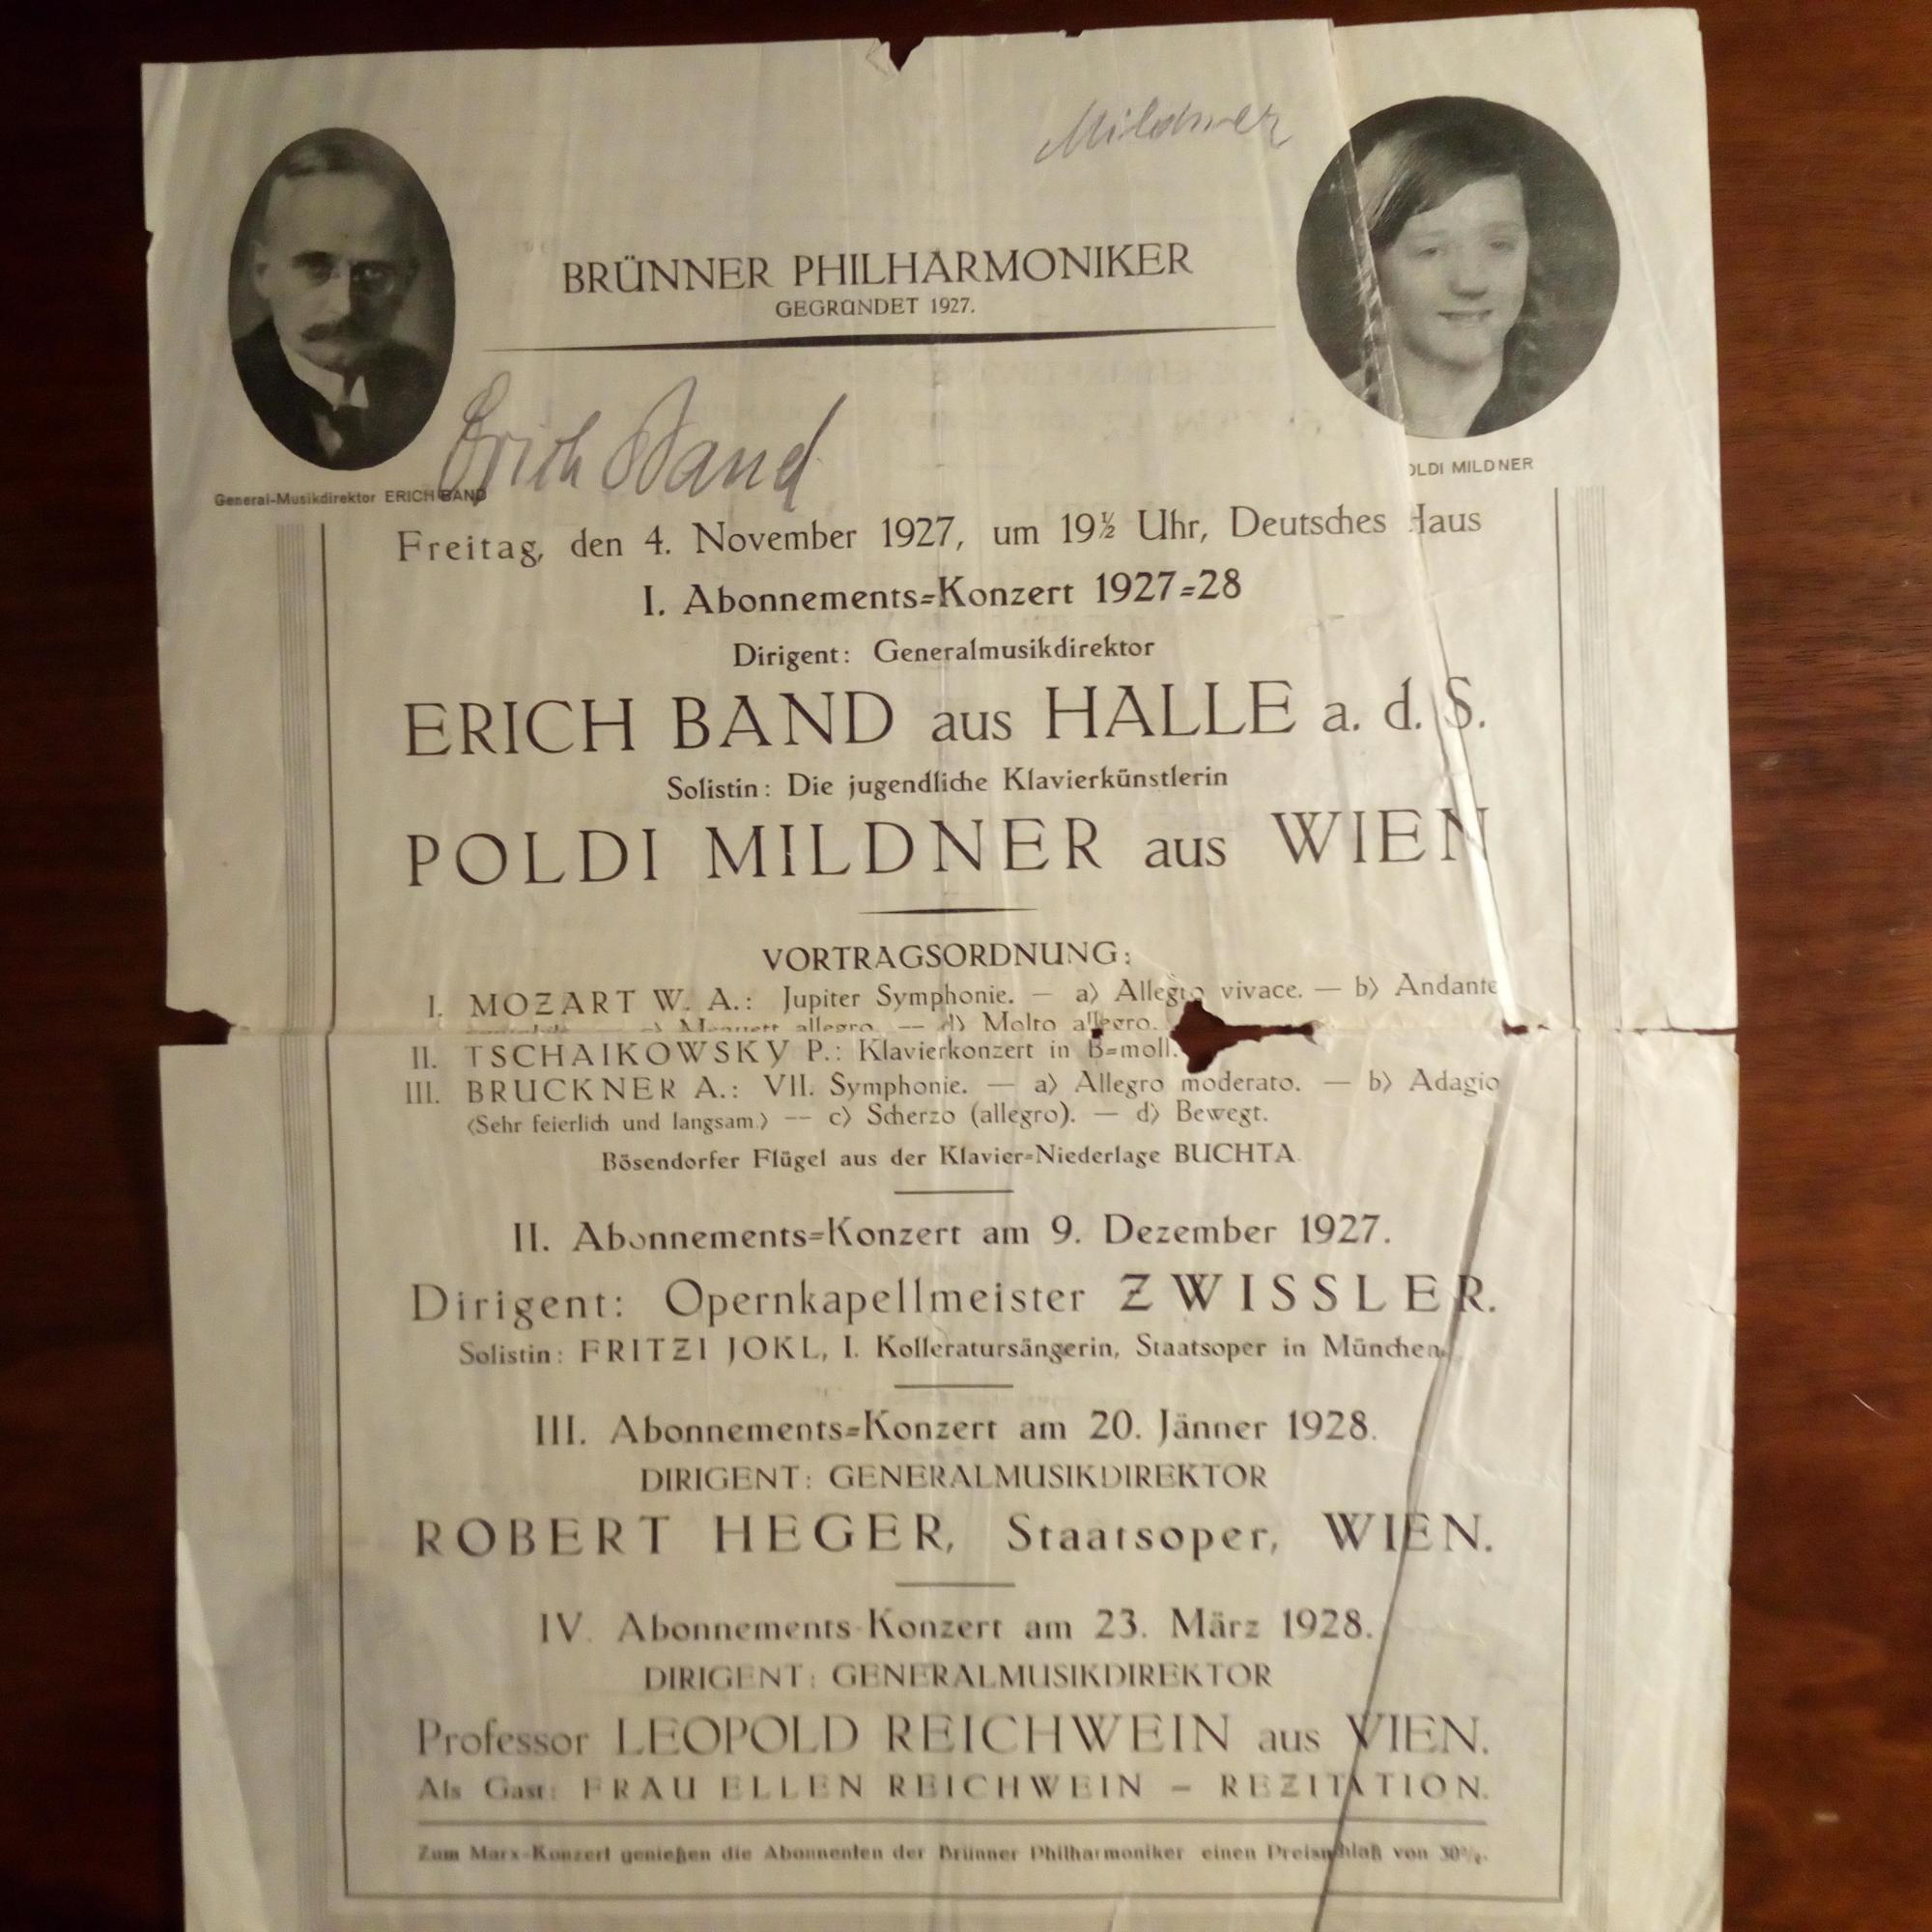 Mildner
BRÜNNER PHILHARMONIKER
GEGRÜNDET 1927.
Erich Band
General-Musikdirektor ERICH BAND
OLDI MILDNER
Freitag, den 4. November 1927, um 19½ Uhr, Deutsches Haus
I. Abonnements=Konzert 1927=28
Dirigent: Generalmusikdirektor
ERICH BAND aus HALLE a. d. S.
Solistin: Die jugendliche Klavierkünstlerin
POLDI MILDNER aus WIEN
VORTRAGSORDNUNG:
I. MOZART W. A.: Jupiter Symphonie. — a) Allegro vivace. — b) Andante
c) Menuett allegro. — d) Molto allegro.
II. TSCHAIKOWSKY P.: Klavierkonzert in B=moll.
III. BRUCKNER A.: VII. Symphonie. — a) Allegro moderato. — b) Adagio
(Sehr feierlich und langsam.) -- c) Scherzo (allegro). — d) Bewegt.
Bösendorfer Flügel aus der Klavier=Niederlage BUCHTA.
II. Abonnements=Konzert am 9. Dezember 1927.
Dirigent: Opernkapellmeister ZWISSLER.
Solistin: FRITZI JOKL, I. Kolleratursängerin, Staatsoper in München.
III. Abonnements=Konzert am 20. Jänner 1928.
DIRIGENT: GENERALMUSIKDIREKTOR
ROBERT HEGER, Staatsoper, WIEN.
IV. Abonnements-Konzert am 23. März 1928.
DIRIGENT: GENERALMUSIKDIREKTOR
Professor LEOPOLD REICHWEIN aus WIEN.
Als Gast: FRAU ELLEN REICHWEIN – REZITATION.
Zum Marx-Konzert genießen die Abonnenten der Brünner Philharmoniker einen Preisnachlaß von 30%.